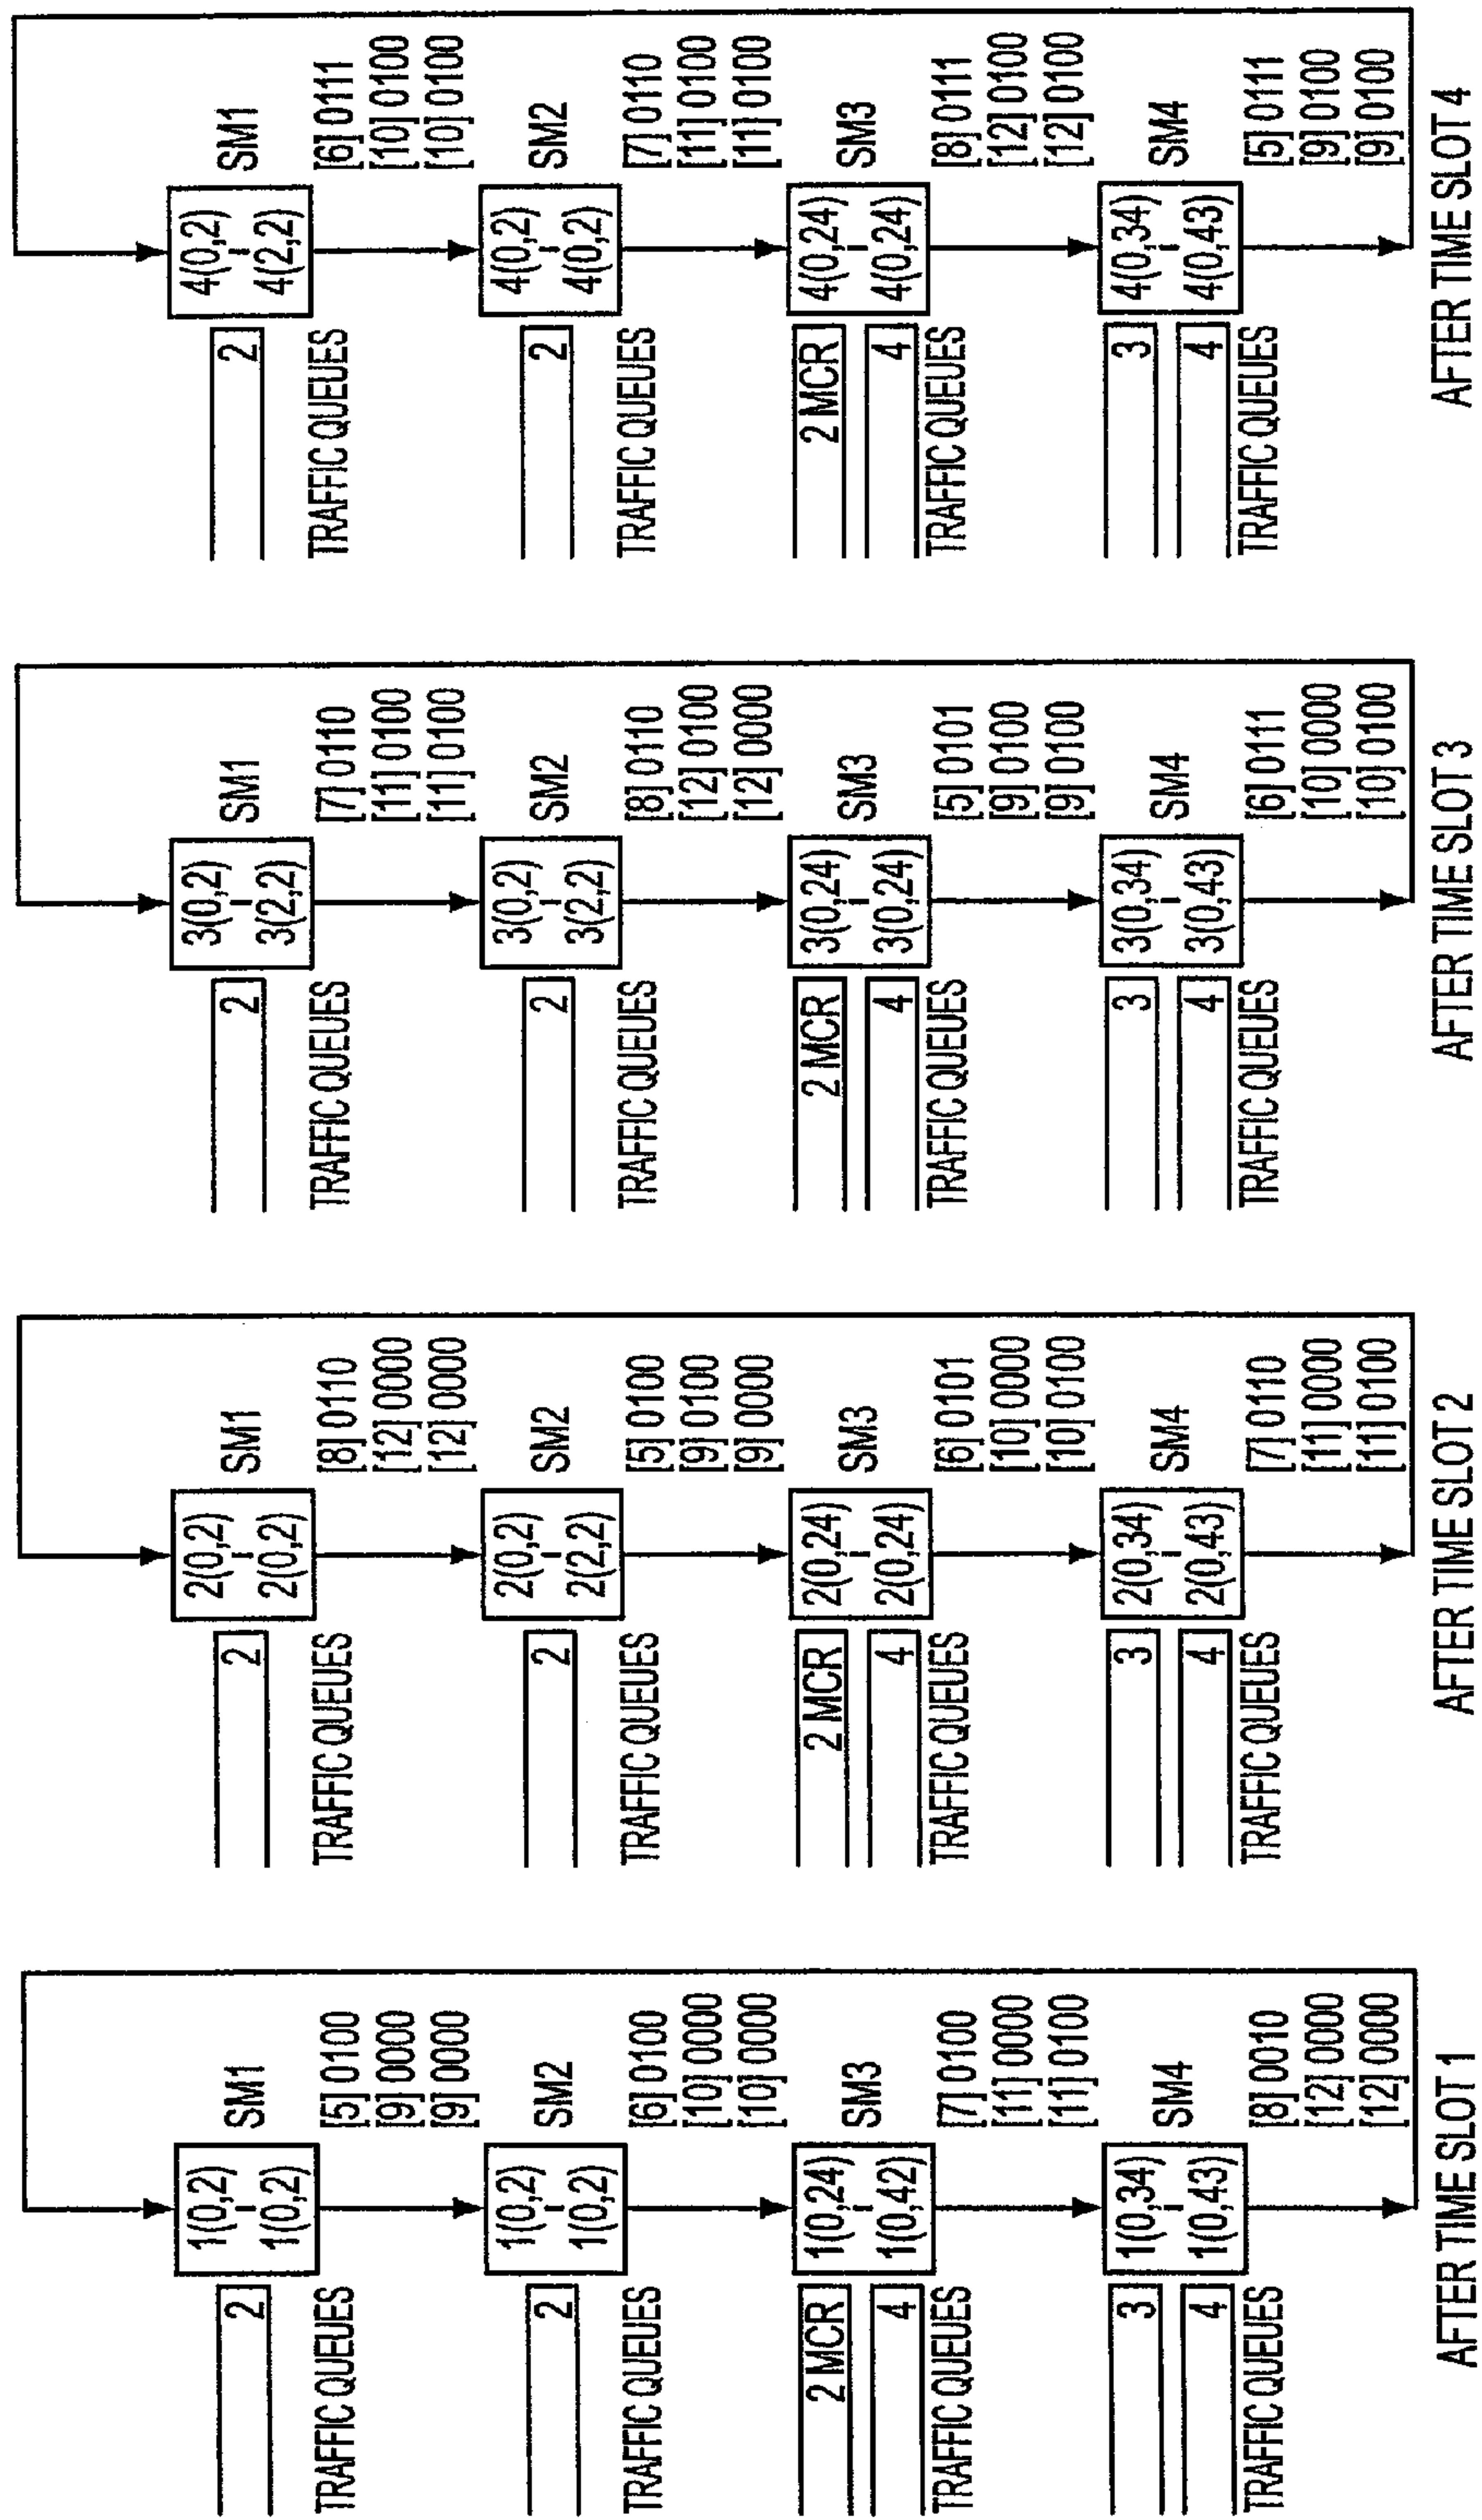 1(0,2)
1(0,2)
SM1
2
TRAFFIC QUEUES
[5] 0100
[9] 0000
[9] 0000
1(0,2)
1(0,2)
SM2
2
TRAFFIC QUEUES
[6] 0100
[10] 0000
[10] 0000
1(0,24)
1(0,42)
SM3
2 MCR
4
TRAFFIC QUEUES
[7] 0100
[11] 0000
[11] 0100
1(0,34)
1(0,43)
SM4
3
4
TRAFFIC QUEUES
[8] 0010
[12] 0000
[12] 0000
AFTER TIME SLOT 1
2(0,2)
2(0,2)
SM1
2
TRAFFIC QUEUES
[8] 0110
[12] 0000
[12] 0000
2(0,2)
2(2,2)
SM2
2
TRAFFIC QUEUES
[5] 0100
[9] 0100
[9] 0000
2(0,24)
2(0,24)
SM3
2 MCR
4
TRAFFIC QUEUES
[6] 0101
[10] 0000
[10] 0100
2(0,34)
2(0,43)
SM4
3
4
TRAFFIC QUEUES
[7] 0110
[11] 0000
[11] 0100
AFTER TIME SLOT 2
3(0,2)
3(2,2)
SM1
2
TRAFFIC QUEUES
[7] 0110
[11] 0100
[11] 0100
3(0,2)
3(2,2)
SM2
2
TRAFFIC QUEUES
[8] 0110
[12] 0100
[12] 0000
3(0,24)
3(0,24)
SM3
2 MCR
4
TRAFFIC QUEUES
[5] 0101
[9] 0100
[9] 0100
3(0,34)
3(0,43)
SM4
3
4
TRAFFIC QUEUES
[6] 0111
[10] 0000
[10] 0100
AFTER TIME SLOT 3
4(0,2)
4(2,2)
SM1
2
TRAFFIC QUEUES
[6] 0111
[10] 0100
[10] 0100
4(0,2)
4(0,2)
SM2
2
TRAFFIC QUEUES
[7] 0110
[11] 0100
[11] 0100
4(0,24)
4(0,24)
SM3
2 MCR
4
TRAFFIC QUEUES
[8] 0111
[12] 0100
[12] 0100
4(0,34)
4(0,43)
SM4
3
4
TRAFFIC QUEUES
[5] 0111
[9] 0100
[9] 0100
AFTER TIME SLOT 4